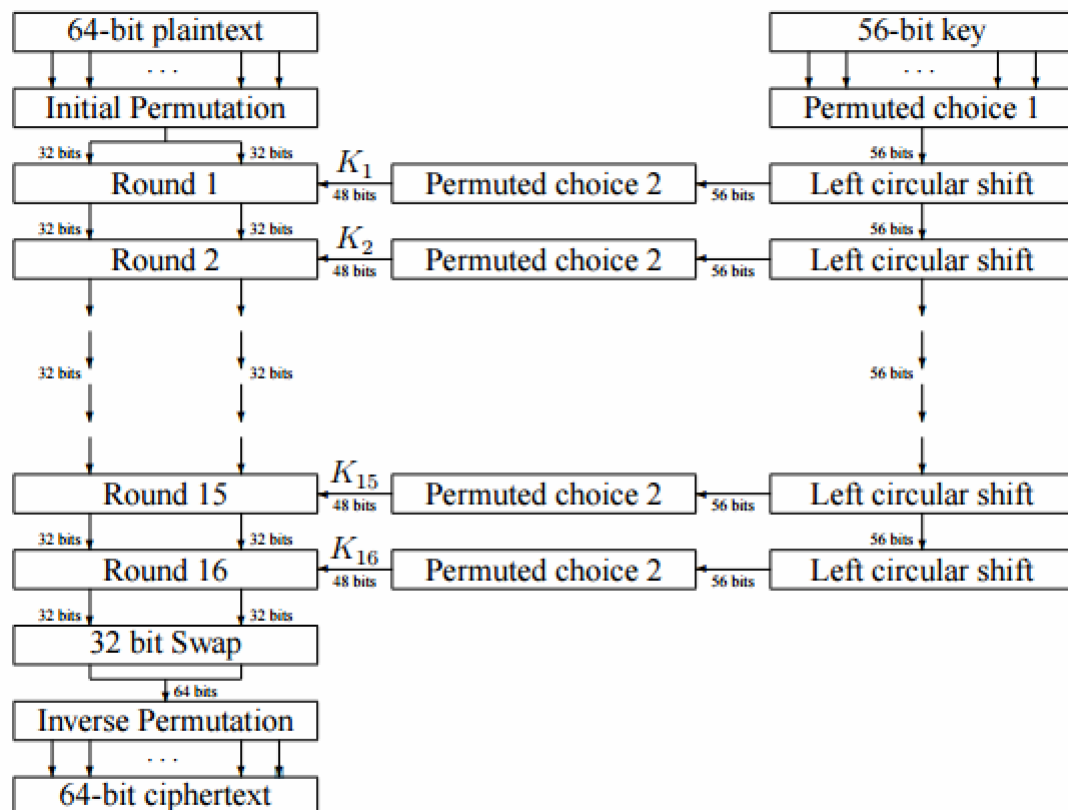 64-bit plaintext 56-bit key
. . . . . .
Initial Permutation Permuted choice 1
32 bits 32 bits 56 bits
K1
Round 1 48 bits Permuted choice 2 56 bits Left circular shift
32 bits 32 bits 56 bits
K2
Round 2 48 bits Permuted choice 2 56 bits Left circular shift
32 bits 32 bits 56 bits
K15
Round 15 48 bits Permuted choice 2 56 bits Left circular shift
32 bits 32 bits 56 bits
K16
Round 16 48 bits Permuted choice 2 56 bits Left circular shift
32 bits 32 bits
32 bit Swap
64 bits
Inverse Permutation
. . .
64-bit ciphertext